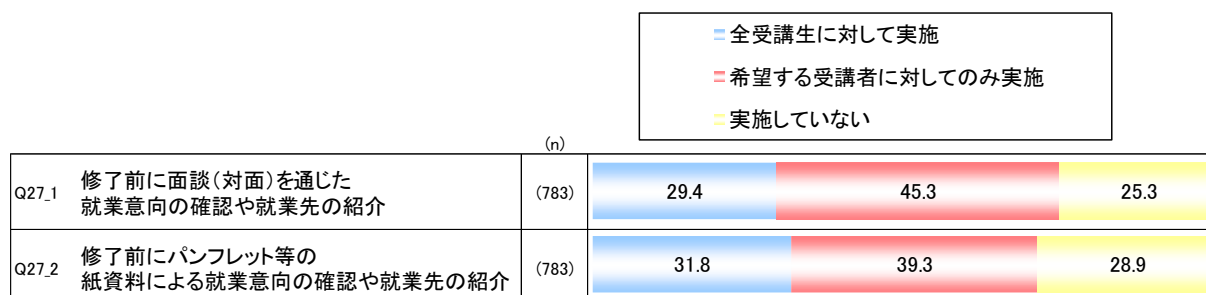 全受講生に対して実施
希望する受講者に対してのみ実施
実施していない
(n)
Q27_1 修了前に面談(対面)を通じた
就業意向の確認や就業先の紹介 (783) 29.4 45.3 25.3
Q27_2 修了前にパンフレット等の
紙資料による就業意向の確認や就業先の紹介 (783) 31.8 39.3 28.9